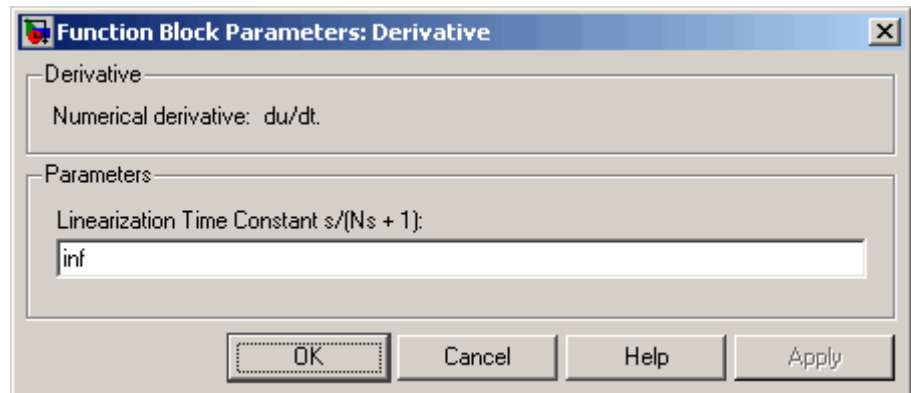 Function Block Parameters: Derivative
Derivative
Numerical derivative: du/dt.
Parameters
Linearization Time Constant s/(Ns + 1):
inf
OK Cancel Help Apply